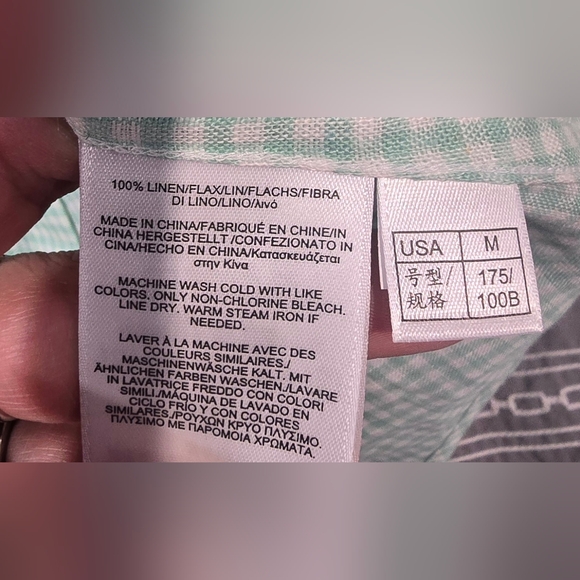 100% LINEN/FLAX/LIN/FLACHS/FIBRA
DI LINO/LINO/λινό
MADE IN CHINA/FABRIQUÉ EN CHINE/IN
CHINA HERGESTELLT/CONFEZIONATO IN
CINA/HECHO EN CHINA/Κατασκευάζεται
στην Κίνα
MACHINE WASH COLD WITH LIKE
COLORS. ONLY NON-CHLORINE BLEACH.
LINE DRY. WARM STEAM IRON IF
NEEDED.
LAVER À LA MACHINE AVEC DES
COULEURS SIMILAIRES./
MASCHINENWÄSCHE KALT. MIT
ÄHNLICHEN FARBEN WASCHEN./LAVARE
IN LAVATRICE FREDDO CON COLORI
SIMILI./MÁQUINA DE LAVADO EN
CICLO FRÍO Y CON COLORES
SIMILARES./ΡΟΥΧΩΝ ΚΡΥΟ ΠΛΥΣΙΜΟ.
ΠΛΥΣΙΜΟ ΜΕ ΠΑΡΟΜΟΙΑ ΧΡΩΜΑΤΑ.
USA M
号型/ 175/
规格 100B